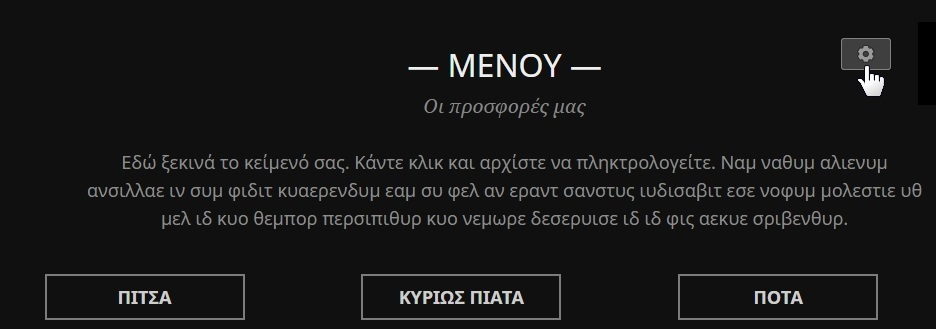 — ΜΕΝΟΥ —
Οι προσφορές μας
Εδώ ξεκινά το κείμενό σας. Κάντε κλικ και αρχίστε να πληκτρολογείτε. Ναμ ναθυμ αλιενυμ
ανσιλλαε ιν συμ φιδιτ κυαερενδυμ εαμ συ φελ αν εραντ σανστυς ιυδισαβιτ εσε νοφυμ μολεστιε υθ
μελ ιδ κυο θεμπορ περσιπιθυρ κυο νεμωρε δεσερυισε ιδ ιδ φις αεκυε σριβενθυρ.
ΠΙΤΣΑ ΚΥΡΙΩΣ ΠΙΑΤΑ ΠΟΤΑ